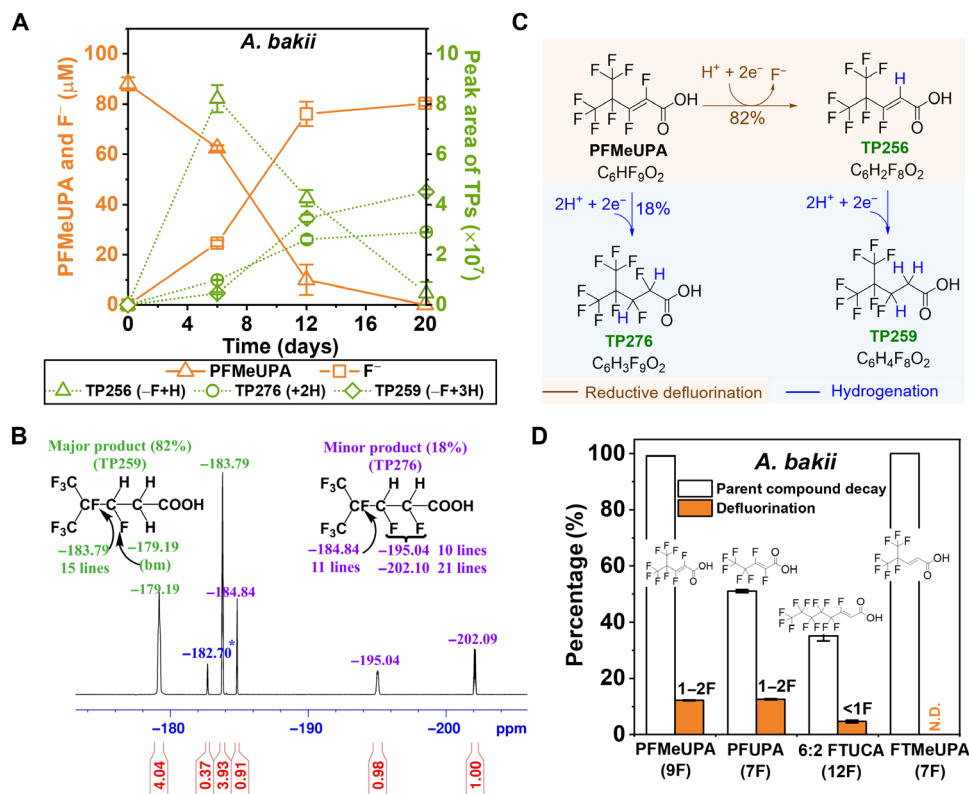 A
A. bakii
PFMeUPA and F⁻ (μM)
100
80
60
40
20
0
10
8
6
4
2
0
Peak area of TPs (×10⁷)
0
6
12
20
Time (days)
PFMeUPA
F⁻
TP256 (−F+H)
TP276 (+2H)
TP259 (−F+3H)
B
Major product (82%)
(TP259)
F₃C
F
H
H
COOH
F₃C
F
H
−183.79
15 lines
−179.19
(bm)
−183.79
Minor product (18%)
(TP276)
F₃C
F
H
H
COOH
F₃C
F
F
−184.84
11 lines
−195.04
10 lines
−202.10
21 lines
−179.19
−184.84
−182.70
*
−195.04
−202.09
−180
−190
−200
ppm
4.04
0.37
3.93
0.91
0.98
1.00
C
F
F
F
F
F
F
F
F
F
O
OH
PFMeUPA
C₆HF₉O₂
H⁺ + 2e⁻
F⁻
82%
F
F
F
H
F
F
F
F
F
O
OH
TP256
C₆H₂F₈O₂
2H⁺ + 2e⁻
18%
2H⁺ + 2e⁻
F
F
F
H
F
F
F
F
F
H
F
O
OH
TP276
C₆H₃F₉O₂
F
F
F
H
H
F
F
F
F
F
H
O
OH
TP259
C₆H₄F₈O₂
Reductive defluorination
Hydrogenation
D
A. bakii
Parent compound decay
Defluorination
Percentage (%)
100
80
60
40
20
0
1−2F
1−2F
<1F
N.D.
PFMeUPA
(9F)
PFUPA
(7F)
6:2 FTUCA
(12F)
FTMeUPA
(7F)